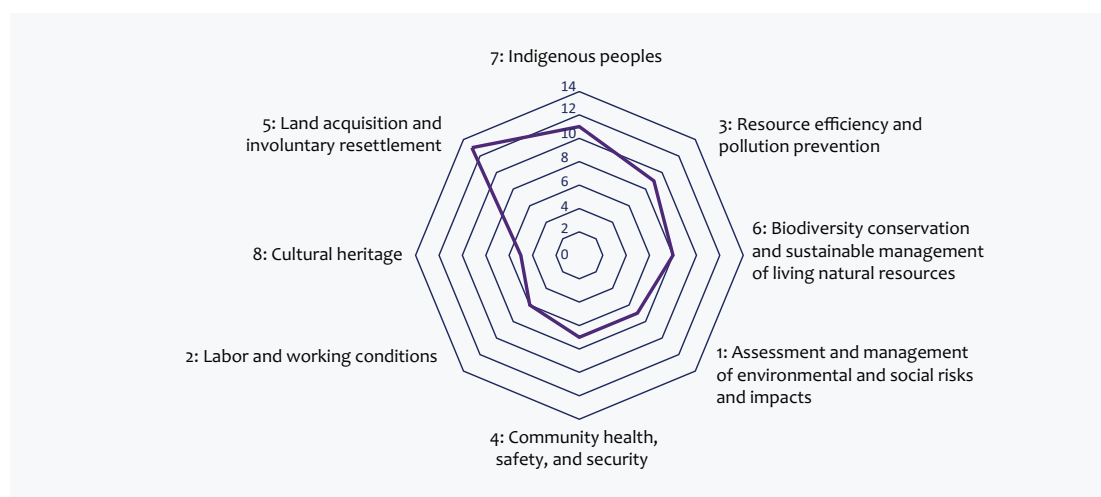 7: Indigenous peoples
14
12
10
8
6
4
2
0
5: Land acquisition and
involuntary resettlement
3: Resource efficiency and
pollution prevention
8: Cultural heritage
6: Biodiversity conservation
and sustainable management
of living natural resources
2: Labor and working conditions
1: Assessment and management
of environmental and social risks
and impacts
4: Community health,
safety, and security